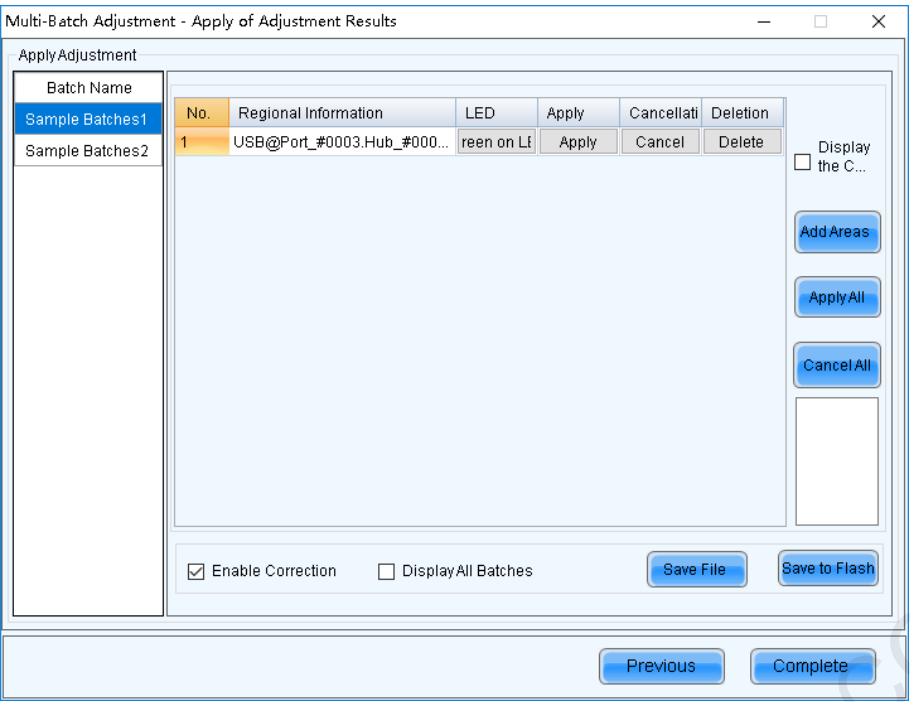 Multi-Batch Adjustment - Apply of Adjustment Results
Apply Adjustment
Batch Name
Sample Batches1
Sample Batches2
No. Regional Information LED Apply Cancellati Deletion
1 USB@Port_#0003.Hub_#000... reen on LE Apply Cancel Delete
Display
the C...
Add Areas
Apply All
Cancel All
Enable Correction Display All Batches Save File Save to Flash
Previous Complete